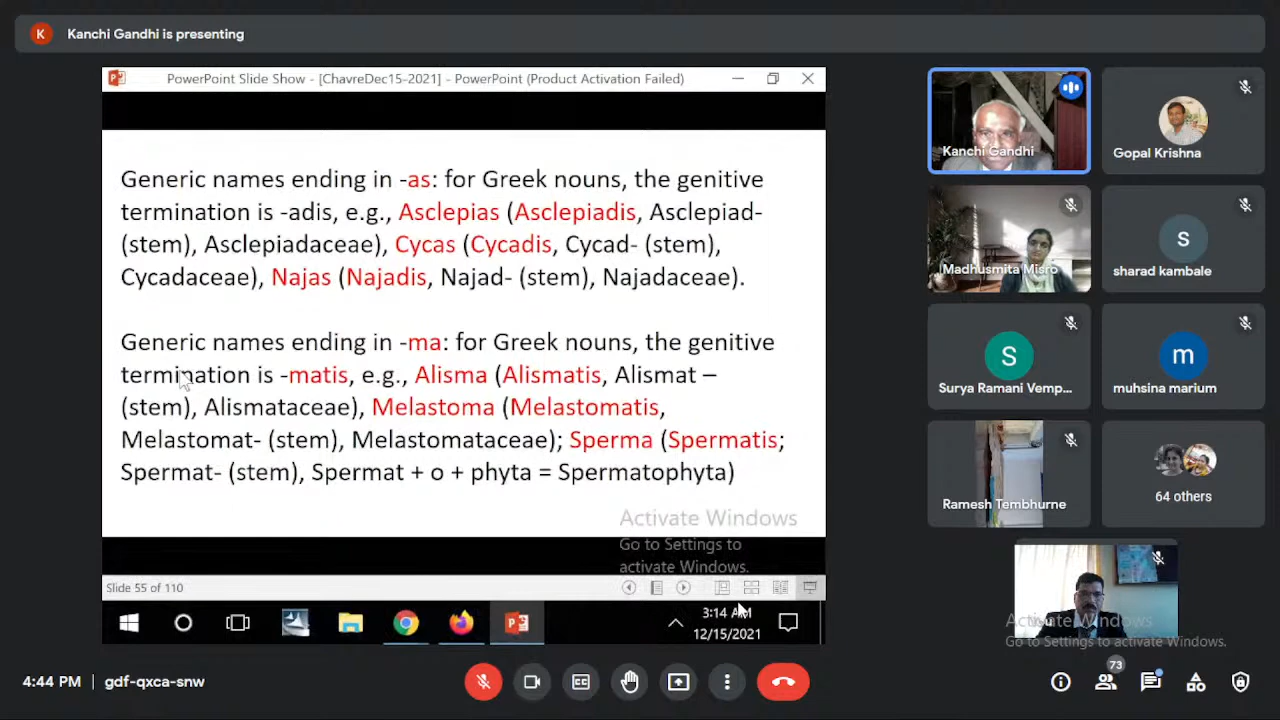 K Kanchi Gandhi is presenting
PowerPoint Slide Show - [ChavreDec15-2021] - PowerPoint (Product Activation Failed)
Generic names ending in -as: for Greek nouns, the genitive
termination is -adis, e.g., Asclepias (Asclepiadis, Asclepiad-
(stem), Asclepiadaceae), Cycas (Cycadis, Cycad- (stem),
Cycadaceae), Najas (Najadis, Najad- (stem), Najadaceae).
Generic names ending in -ma: for Greek nouns, the genitive
termination is -matis, e.g., Alisma (Alismatis, Alismat –
(stem), Alismataceae), Melastoma (Melastomatis,
Melastomat- (stem), Melastomataceae); Sperma (Spermatis;
Spermat- (stem), Spermat + o + phyta = Spermatophyta)
Activate Windows
Go to Settings to
activate Windows.
Slide 55 of 110
3:14 AM
12/15/2021
Kanchi Gandhi
Gopal Krishna
Madhusmita Misro
S
sharad kambale
S
Surya Ramani Vemp...
m
muhsina marium
Ramesh Tembhurne
64 others
Activate Windows
Go to Settings to activate Windows.
4:44 PM | gdf-qxca-snw
73